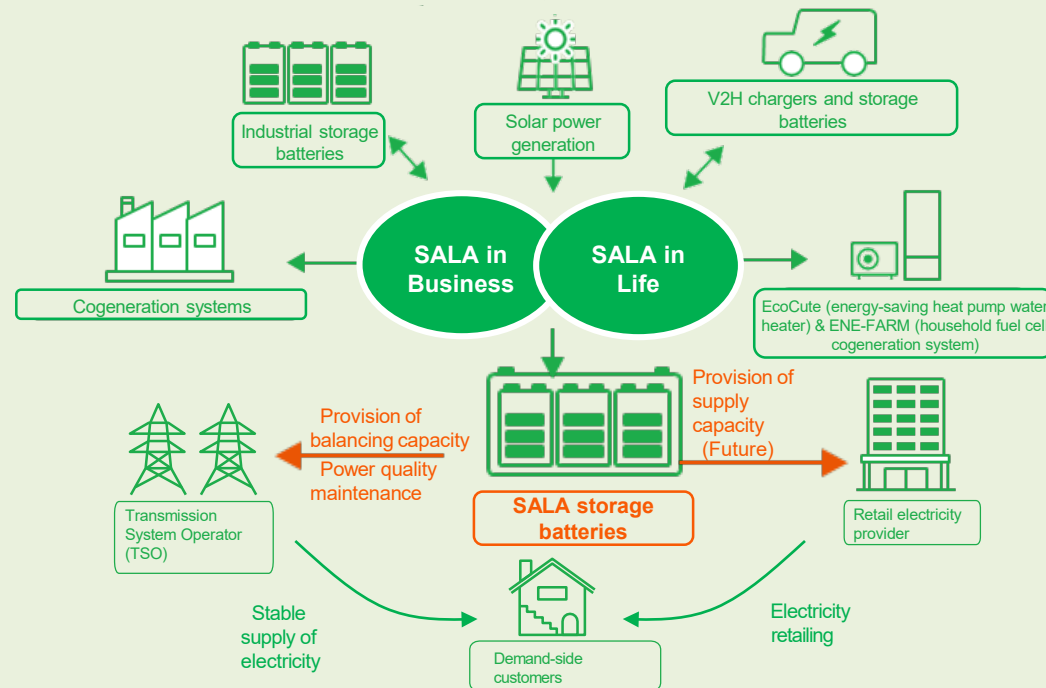 Industrial storage
batteries
Solar power
generation
V2H chargers and storage
batteries
SALA in
Business
SALA in
Life
Cogeneration systems
EcoCute (energy-saving heat pump water
heater) & ENE-FARM (household fuel cell
cogeneration system)
Provision of
balancing capacity
Power quality
maintenance
Provision of
supply
capacity
(Future)
SALA storage
batteries
Transmission
System Operator
(TSO)
Retail electricity
provider
Stable
supply of
electricity
Electricity
retailing
Demand-side
customers